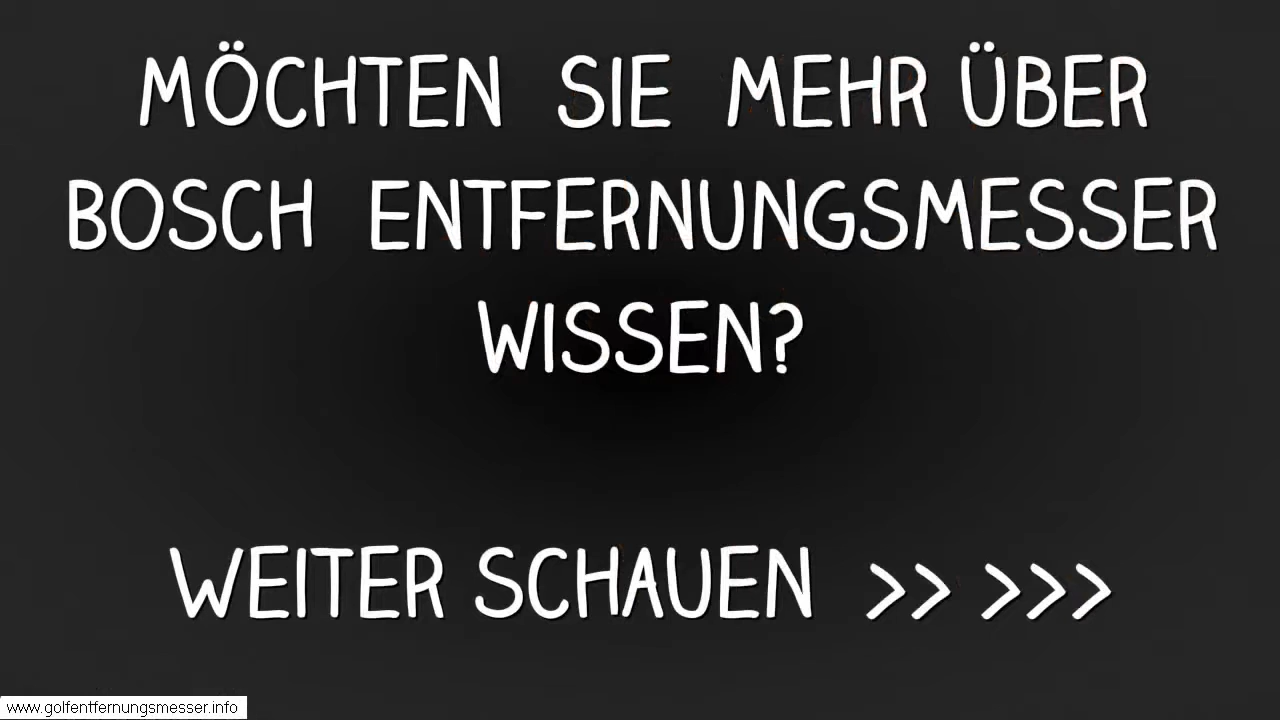 MÖCHTEN SIE MEHR ÜBER
BOSCH ENTFERNUNGSMESSER
WISSEN?
WEITER SCHAUEN >> >>>
www.golfentfernungsmesser.info